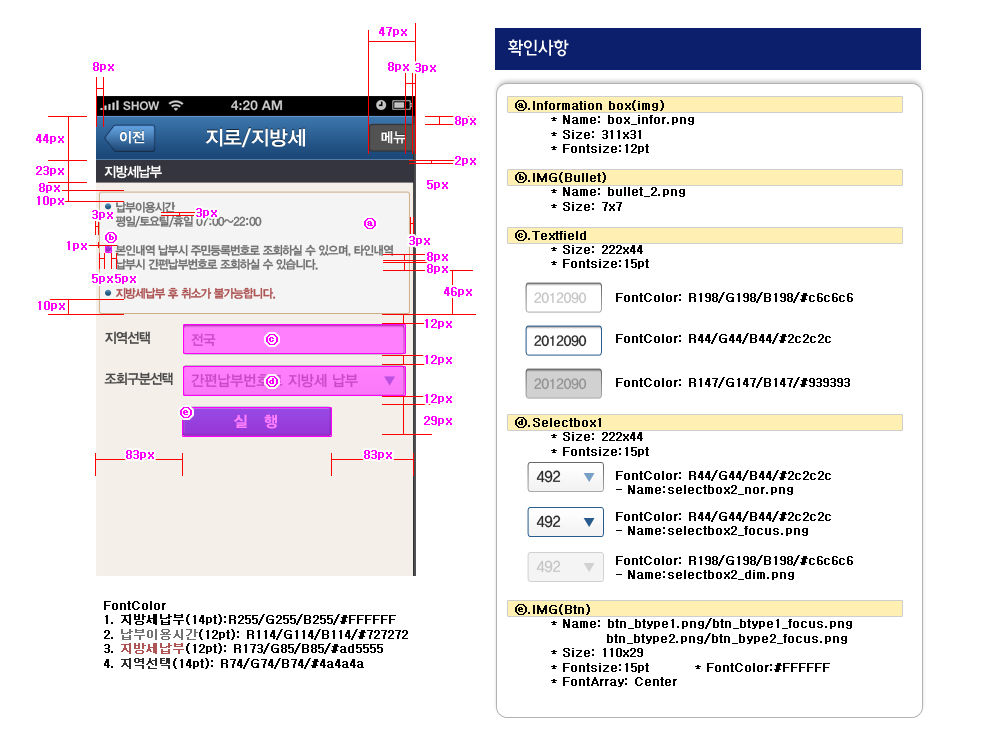 47px
8px
8px
3px
SHOW
4:20 AM
8px
이전
지로/지방세
메뉴
44px
2px
지방세납부
23px
5px
8px
10px
납부이용시간
3px
3px
평일/토요틸/휴일 07:00~22:00
ⓐ
ⓑ
3px
1px
본인내역 납부시 주민등록번호로 조회하실 수 있으며, 타인내역
8px
납부시 간편납부번호로 조회하실 수 있습니다.
8px
5px5px
46px
지방세납부 후 취소가 불가능합니다.
10px
12px
지역선택
전국
ⓒ
12px
조회구분선택
간편납부번호
ⓓ
지방세 납부
12px
ⓔ
실 행
29px
83px
83px
FontColor
1. 지방세납부(14pt):R255/G255/B255/#FFFFFF
2. 납부이용시간(12pt): R114/G114/B114/#727272
3. 지방세납부(12pt): R173/G85/B85/#ad5555
4. 지역선택(14pt): R74/G74/B74/#4a4a4a
확인사항
ⓐ.Information box(img)
* Name: box_infor.png
* Size: 311x31
* Fontsize:12pt
ⓑ.IMG(Bullet)
* Name: bullet_2.png
* Size: 7x7
ⓒ.Textfield
* Size: 222x44
* Fontsize:15pt
2012090
FontColor: R198/G198/B198/#c6c6c6
2012090
FontColor: R44/G44/B44/#2c2c2c
2012090
FontColor: R147/G147/B147/#939393
ⓓ.Selectbox1
* Size: 222x44
* Fontsize:15pt
492
FontColor: R44/G44/B44/#2c2c2c
- Name:selectbox2_nor.png
492
FontColor: R44/G44/B44/#2c2c2c
- Name:selectbox2_focus.png
492
FontColor: R198/G198/B198/#c6c6c6
- Name:selectbox2_dim.png
ⓔ.IMG(Btn)
* Name: btn_btype1.png/btn_btype1_focus.png
btn_btype2.png/btn_bype2_focus.png
* Size: 110x29
* Fontsize:15pt * FontColor:#FFFFFF
* FontArray: Center